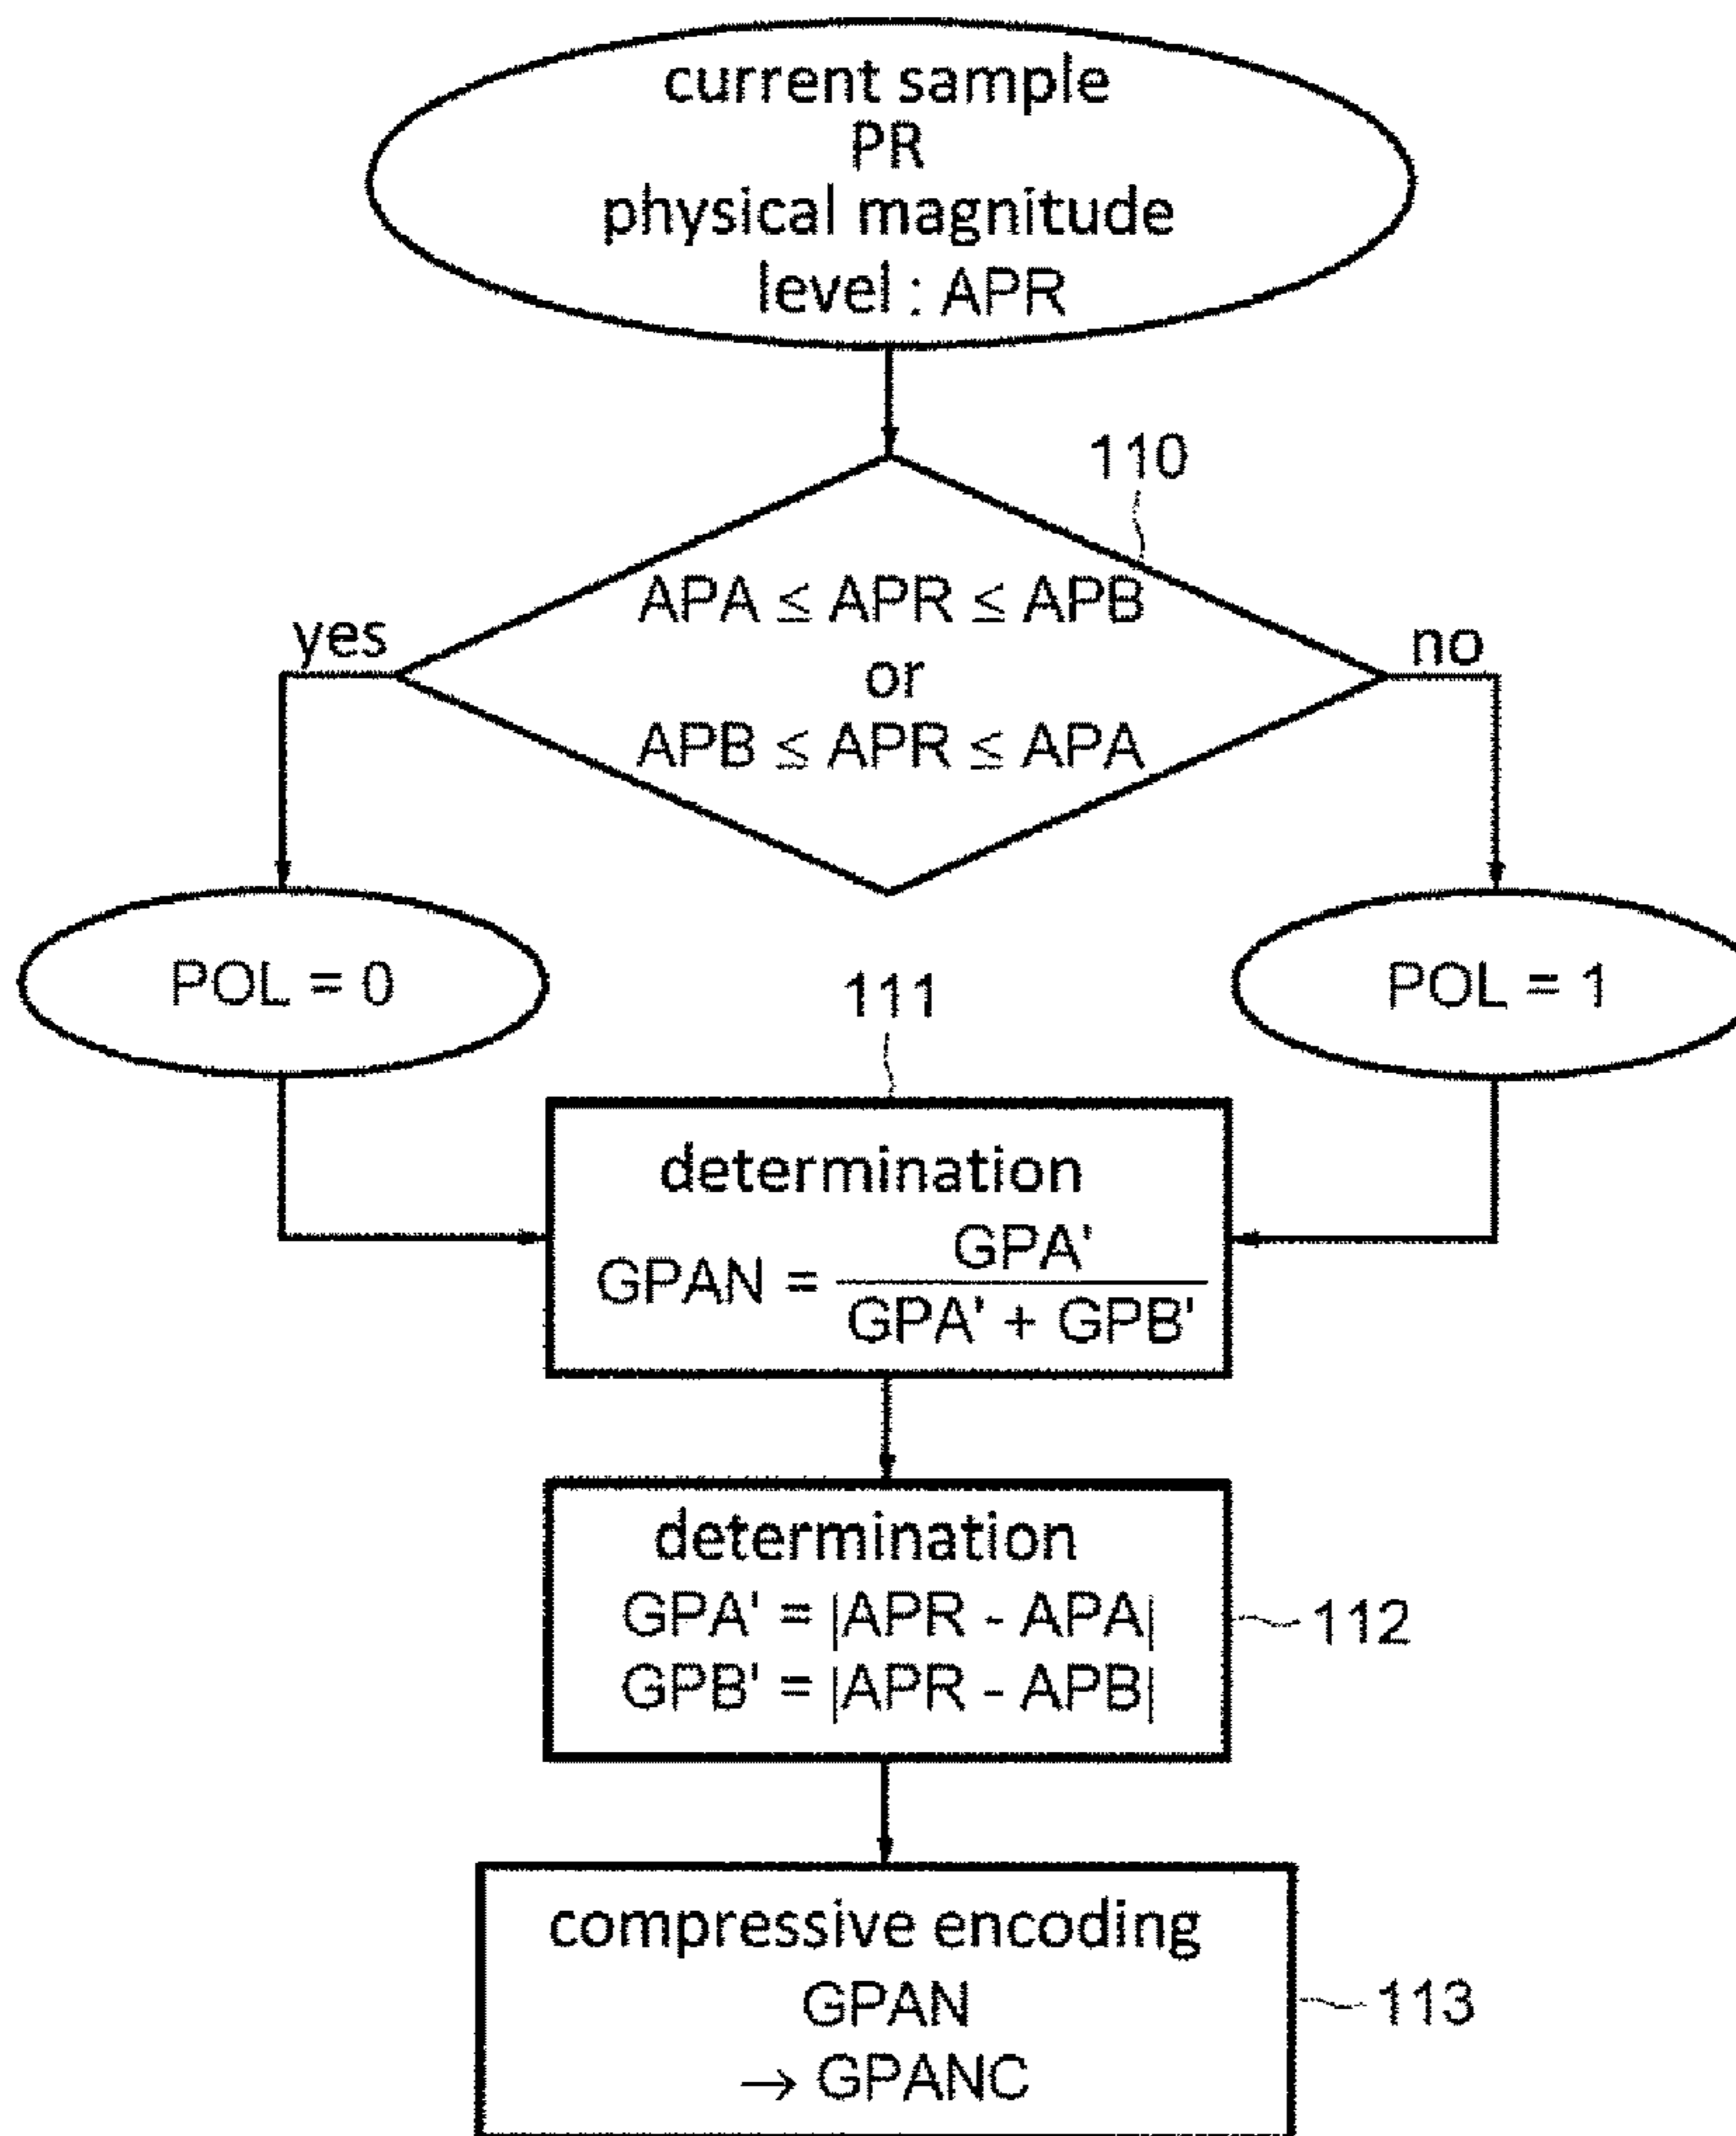 current sample
PR
physical magnitude
level : APR
110
APA ≤ APR ≤ APB
or
APB ≤ APR ≤ APA
yes
no
POL = 0
POL = 1
111
determination
GPAN = GPA' / GPA' + GPB'
determination
GPA' = |APR - APA|
GPB' = |APR - APB|
112
compressive encoding
GPAN
→ GPANC
113